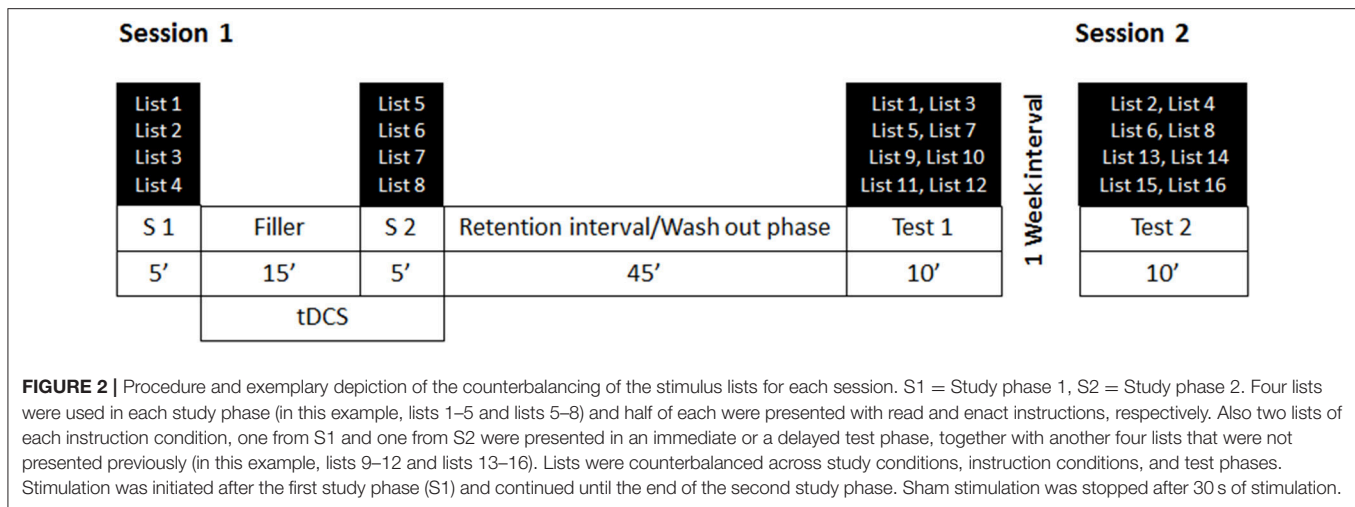 Session 1
Session 2
List 1
List 2
List 3
List 4
List 5
List 6
List 7
List 8
List 1, List 3
List 5, List 7
List 9, List 10
List 11, List 12
1 Week interval
List 2, List 4
List 6, List 8
List 13, List 14
List 15, List 16
S 1
Filler
S 2
Retention interval/Wash out phase
Test 1
Test 2
5'
15'
5'
45'
10'
10'
tDCS
FIGURE 2 | Procedure and exemplary depiction of the counterbalancing of the stimulus lists for each session. S1 = Study phase 1, S2 = Study phase 2. Four lists
were used in each study phase (in this example, lists 1–5 and lists 5–8) and half of each were presented with read and enact instructions, respectively. Also two lists of
each instruction condition, one from S1 and one from S2 were presented in an immediate or a delayed test phase, together with another four lists that were not
presented previously (in this example, lists 9–12 and lists 13–16). Lists were counterbalanced across study conditions, instruction conditions, and test phases.
Stimulation was initiated after the first study phase (S1) and continued until the end of the second study phase. Sham stimulation was stopped after 30 s of stimulation.